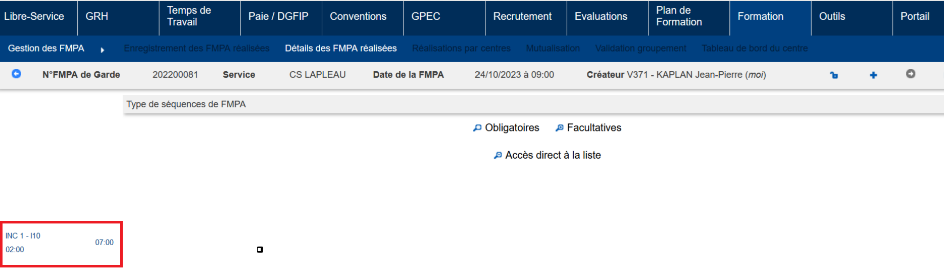 Libre-Service GRH Temps de Travail Paie / DGFIP Conventions GPEC Recrutement Evaluations Plan de Formation Formation Outils Portail
Gestion des FMPA Enregistrement des FMPA réalisées Détails des FMPA réalisées Réalisations par centres Mutualisation Validation groupement Tableau de bord du centre
N°FMPA de Garde 202200081 Service CS LAPLEAU Date de la FMPA 24/10/2023 à 09:00 Créateur V371 - KAPLAN Jean-Pierre (moi)
Type de séquences de FMPA
Obligatoires Facultatives
Accès direct à la liste
INC 1 - I10
07:00
02:00